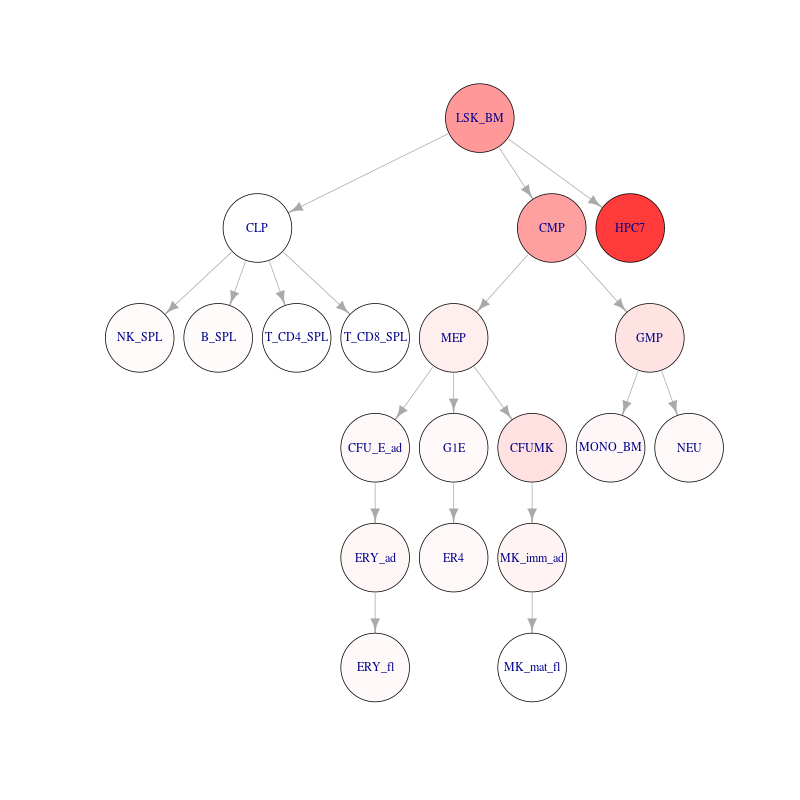 LSK_BM
CLP
CMP
HPC7
NK_SPL
B_SPL
T_CD4_SPL
T_CD8_SPL
MEP
GMP
CFU_E_ad
G1E
CFUMK
MONO_BM
NEU
ERY_ad
ER4
MK_imm_ad
ERY_fl
MK_mat_fl